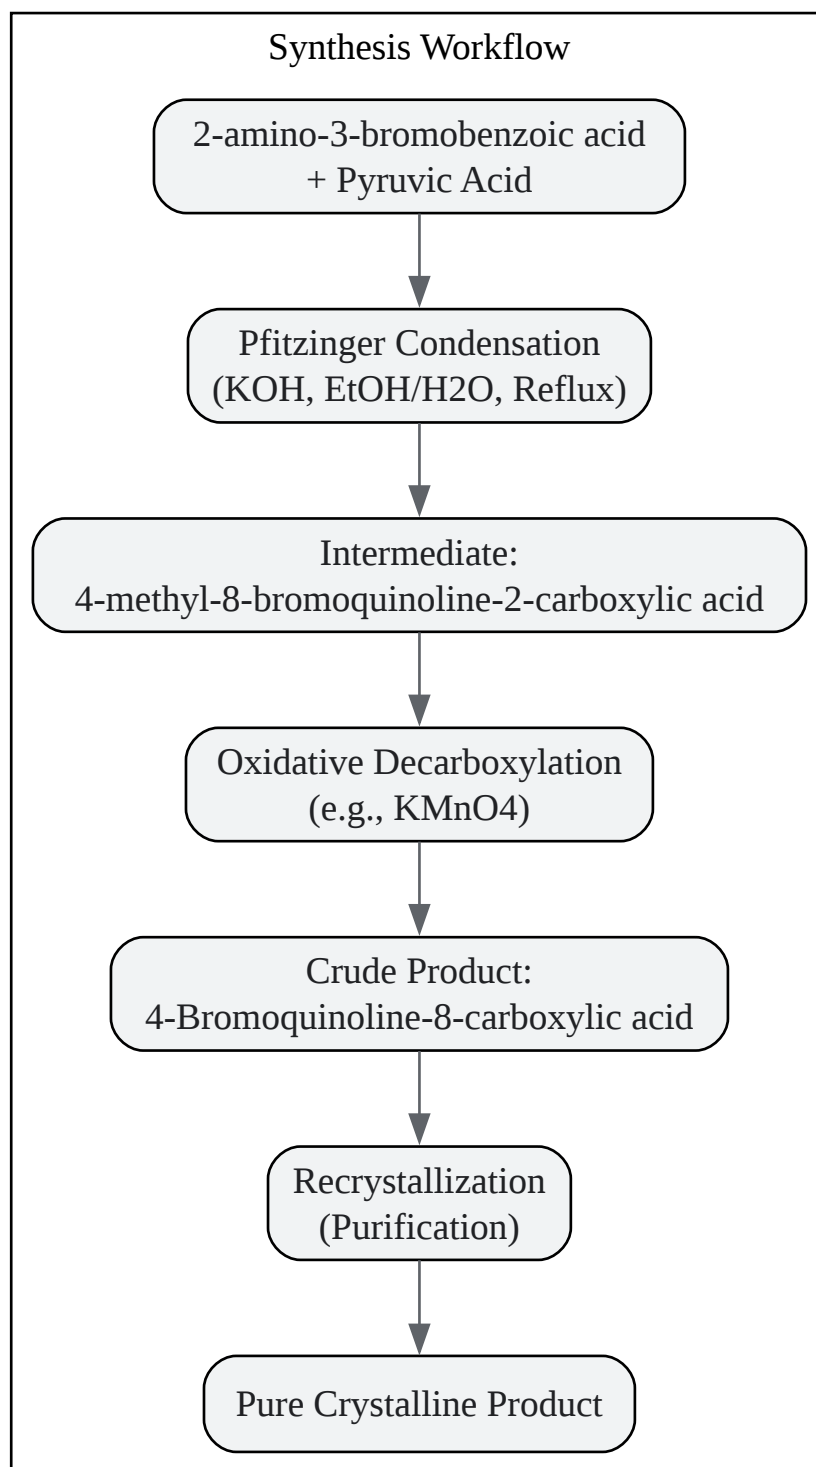 Synthesis Workflow
2-amino-3-bromobenzoic acid
+ Pyruvic Acid
Pfitzinger Condensation
(KOH, EtOH/H2O, Reflux)
Intermediate:
4-methyl-8-bromoquinoline-2-carboxylic acid
Oxidative Decarboxylation
(e.g., KMnO4)
Crude Product:
4-Bromoquinoline-8-carboxylic acid
Recrystallization
(Purification)
Pure Crystalline Product